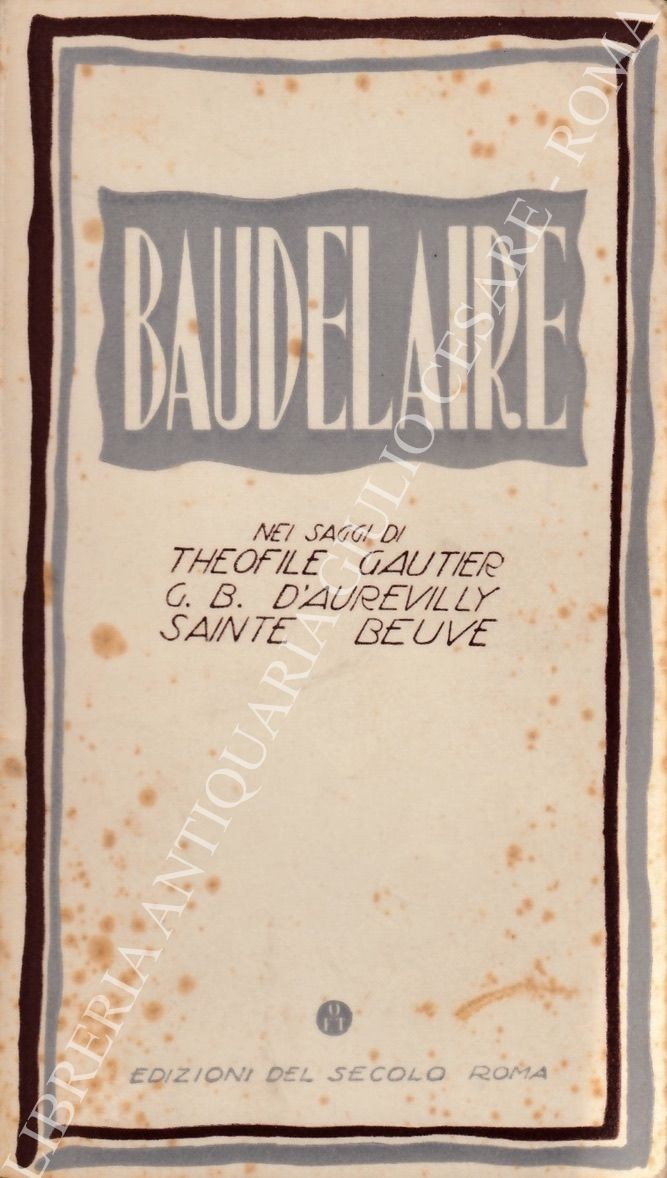 BAUDELAIRE
NEI SAGGI DI
THEOFILE GAUTIER
G. B. D'AUREVILLY
SAINTE BEUVE
EDIZIONI DEL SECOLO ROMA
LIBRERIA ANTIQUARIA GIULIO CESARE - ROMA